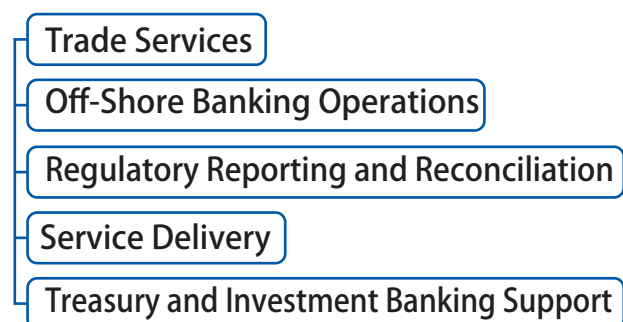 Trade Services
Off-Shore Banking Operations
Regulatory Reporting and Reconciliation
Service Delivery
Treasury and Investment Banking Support